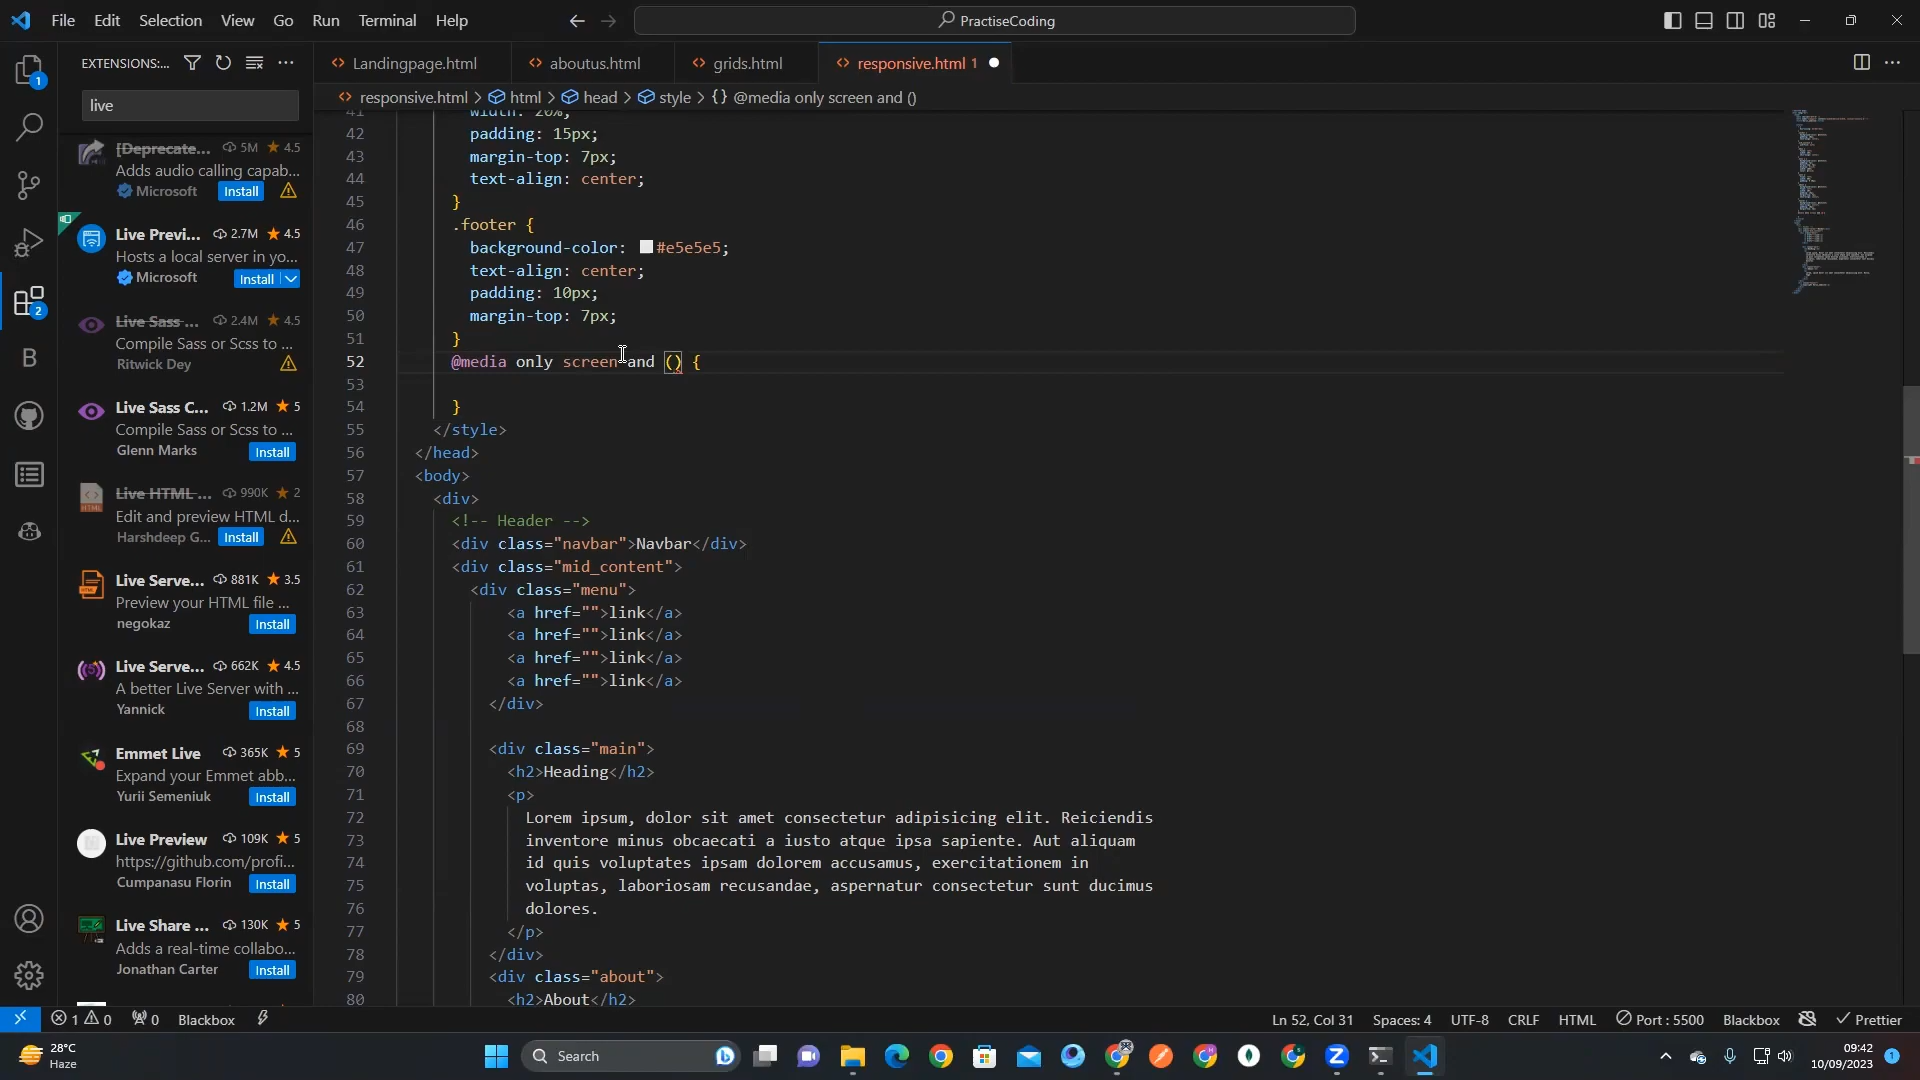 File Edit Selection View Go Run Terminal Help
PractiseCoding
EXTENSIONS:...
Landingpage.html
aboutus.html
grids.html
responsive.html 1
live
responsive.html > html > head > style > {} @media only screen and ()
[Deprecate... 5M 4.5
Adds audio calling capab...
Microsoft Install
Live Previ... 2.7M 4.5
Hosts a local server in yo...
Microsoft Install
Live Sass ... 2.4M 4.5
Compile Sass or Scss to ...
Ritwick Dey
Live Sass C... 1.2M 5
Compile Sass or Scss to ...
Glenn Marks Install
Live HTML ... 990K 2
Edit and preview HTML d...
Harshdeep G... Install
Live Serve... 881K 3.5
Preview your HTML file ...
negokaz Install
Live Serve... 662K 4.5
A better Live Server with ...
Yannick Install
Emmet Live 365K 5
Expand your Emmet abb...
Yurii Semeniuk Install
Live Preview 109K 5
https://github.com/profi...
Cumpanasu Florin Install
Live Share ... 130K 5
Adds a real-time collabo...
Jonathan Carter Install
41 width: 20%;
42 padding: 15px;
43 margin-top: 7px;
44 text-align: center;
45 }
46 .footer {
47 background-color: #e5e5e5;
48 text-align: center;
49 padding: 10px;
50 margin-top: 7px;
51 }
52 @media only screen and () {
53
54 }
55 </style>
56 </head>
57 <body>
58 <div>
59 <!-- Header -->
60 <div class="navbar">Navbar</div>
61 <div class="mid_content">
62 <div class="menu">
63 <a href="">link</a>
64 <a href="">link</a>
65 <a href="">link</a>
66 <a href="">link</a>
67 </div>
68
69 <div class="main">
70 <h2>Heading</h2>
71 <p>
72 Lorem ipsum, dolor sit amet consectetur adipisicing elit. Reiciendis
73 inventore minus obcaecati a iusto atque ipsa sapiente. Aut aliquam
74 id quis voluptates ipsam dolorem accusamus, exercitationem in
75 voluptas, laboriosam recusandae, aspernatur consectetur sunt ducimus
76 dolores.
77 </p>
78 </div>
79 <div class="about">
80 <h2>About</h2>
1 0 0 Blackbox
Ln 52, Col 31 Spaces: 4 UTF-8 CRLF HTML Port : 5500 Blackbox Prettier
28°C
Haze
Search
09:42
10/09/2023